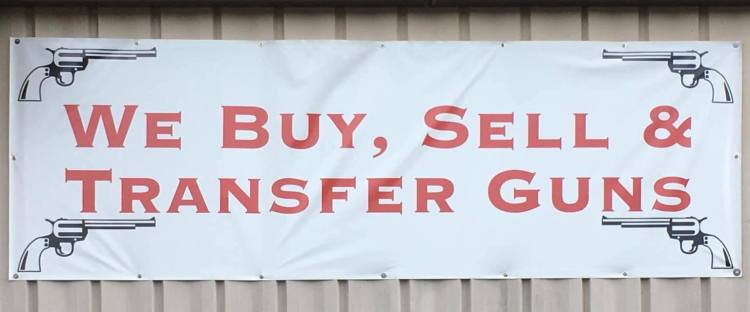 We Buy, Sell &
Transfer Guns